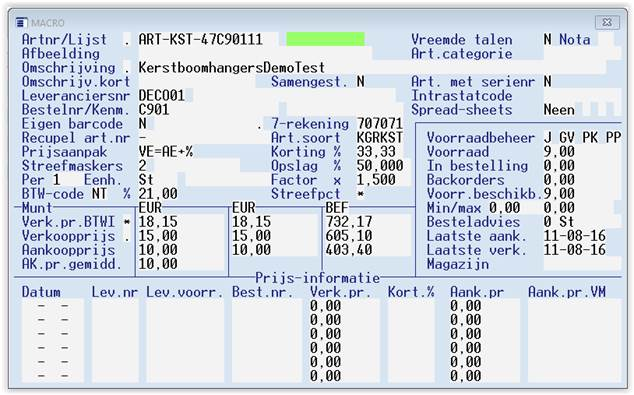 MACRO
Artnr/Lijst . ART-KST-47C90111 Vreemde talen N Nota
Afbeelding Art.categorie
Omschrijving . KerstboomhangersDemoTest
Omschrijv.kort Samengest. N Art. met serienr N
Leveranciersnr DECO01 Intrastatcode
Bestelnr/Kenm. C901 Spread-sheets Neen
Eigen barcode N . 7-rekening 707071
Recupel art.nr - Art.soort KGRKST Voorraadbeheer J GV PK PP
Prijsaanpak VE=AE+% Korting % 33,33 Voorraad 9,00
Streefmaskers 2 Opslag % 50,000 In bestelling 0,00
Per 1 Eenh. St Factor x 1,500 Backorders 0,00
BTW-code NT % 21,00 Streefpct * Voorr.beschikb. 9,00
Munt EUR EUR BEF Min/max 0,00 0,00
Verk.pr.BTWI * 18,15 18,15 732,17 Besteladvies 0 St
Verkoopprijs . 15,00 15,00 605,10 Laatste aank. 11-08-16
Aankoopprijs 10,00 10,00 403,40 Laatste verk. 11-08-16
AK.pr.gemidd. 10,00 Magazijn
Prijs-informatie
Datum Lev.nr Lev.voorr. Best.nr. Verk.pr. Kort.% Aank.pr Aank.pr.VM
- - 0,00 0,00
- - 0,00 0,00
- - 0,00 0,00
- - 0,00 0,00
- - 0,00 0,00
- - 0,00 0,00